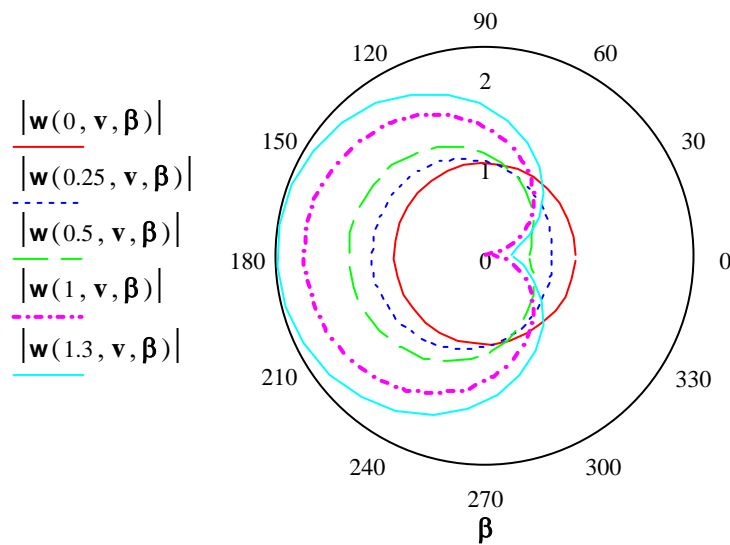 |w(0, v, β)|
|w(0.25, v, β)|
|w(0.5, v, β)|
|w(1, v, β)|
|w(1.3, v, β)|
90
120
60
2
150
30
1
180
0
0
210
330
240
300
270
β